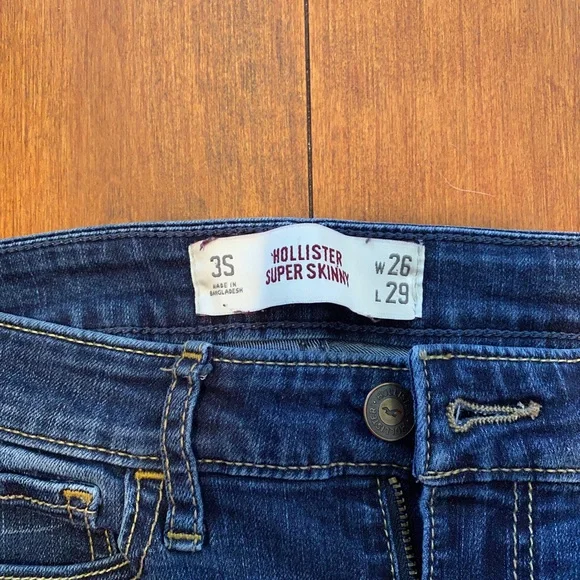 3S
MADE IN
BANGLADESH
HOLLISTER
SUPER SKINNY
W 26
L 29